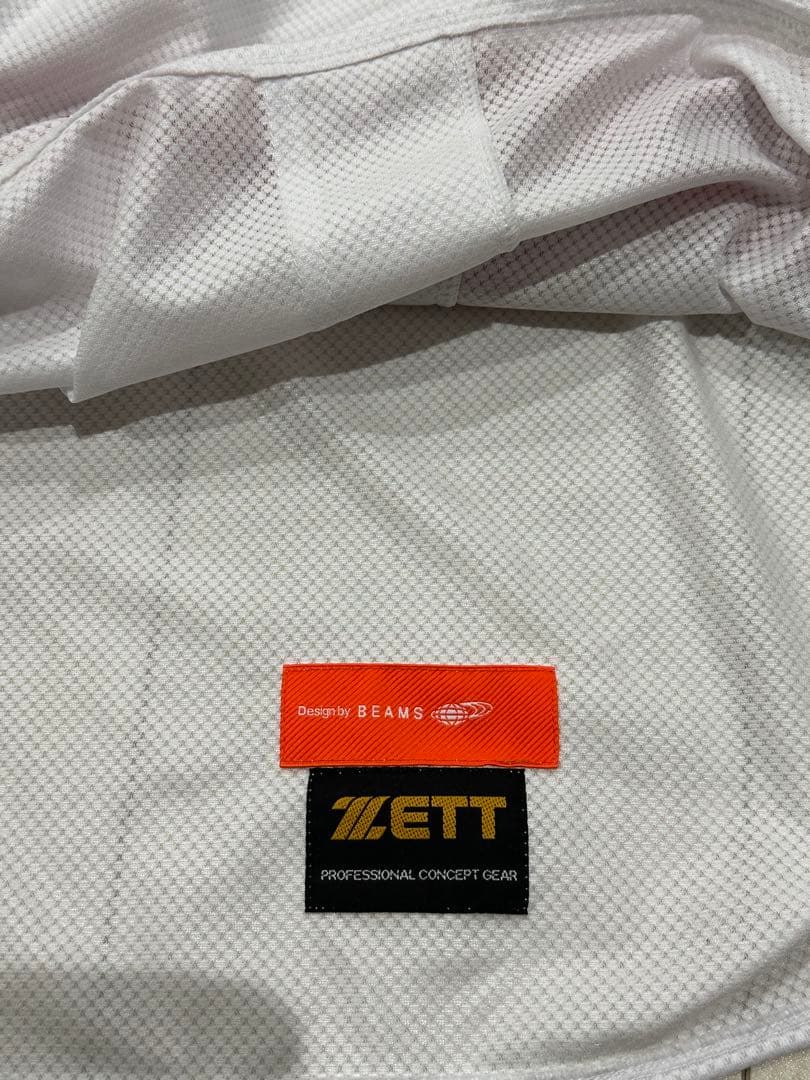 Design by BEAMS
ZETT
PROFESSIONAL CONCEPT GEAR